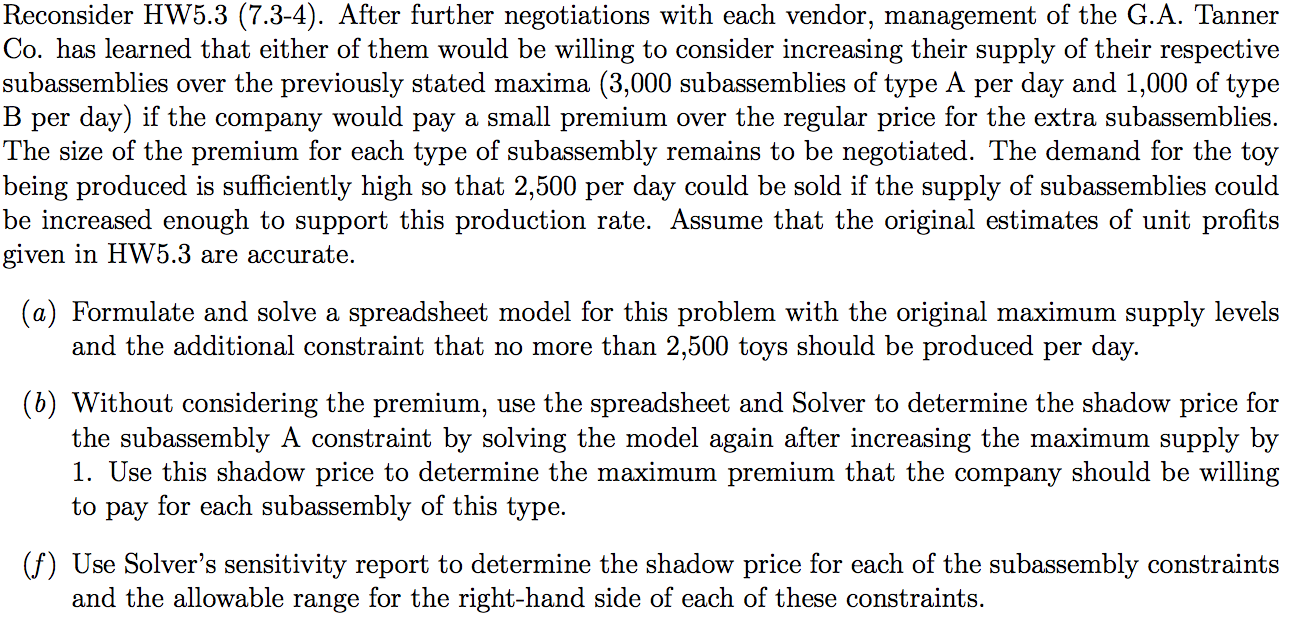 Reconsider HW5.3 (7.3-4). After further negotiations with each vendor, management of the G.A. Tanner
Co. has learned that either of them would be willing to consider increasing their supply of their respective
subassemblies over the previously stated maxima (3,000 subassemblies of type A per day and 1,000 of type
B per day) if the company would pay a small premium over the regular price for the extra subassemblies.
The size of the premium for each type of subassembly remains to be negotiated. The demand for the toy
being produced is sufficiently high so that 2,500 per day could be sold if the supply of subassemblies could
be increased enough to support this production rate. Assume that the original estimates of unit profits
given in HW5.3 are accurate.
(a) Formulate and solve a spreadsheet model for this problem with the original maximum supply levels
and the additional constraint that no more than 2,500 toys should be produced per day.
(b) Without considering the premium, use the spreadsheet and Solver to determine the shadow price for
the subassembly A constraint by solving the model again after increasing the maximum supply by
1. Use this shadow price to determine the maximum premium that the company should be willing
to pay for each subassembly of this type.
(f) Use Solver's sensitivity report to determine the shadow price for each of the subassembly constraints
and the allowable range for the right-hand side of each of these constraints.